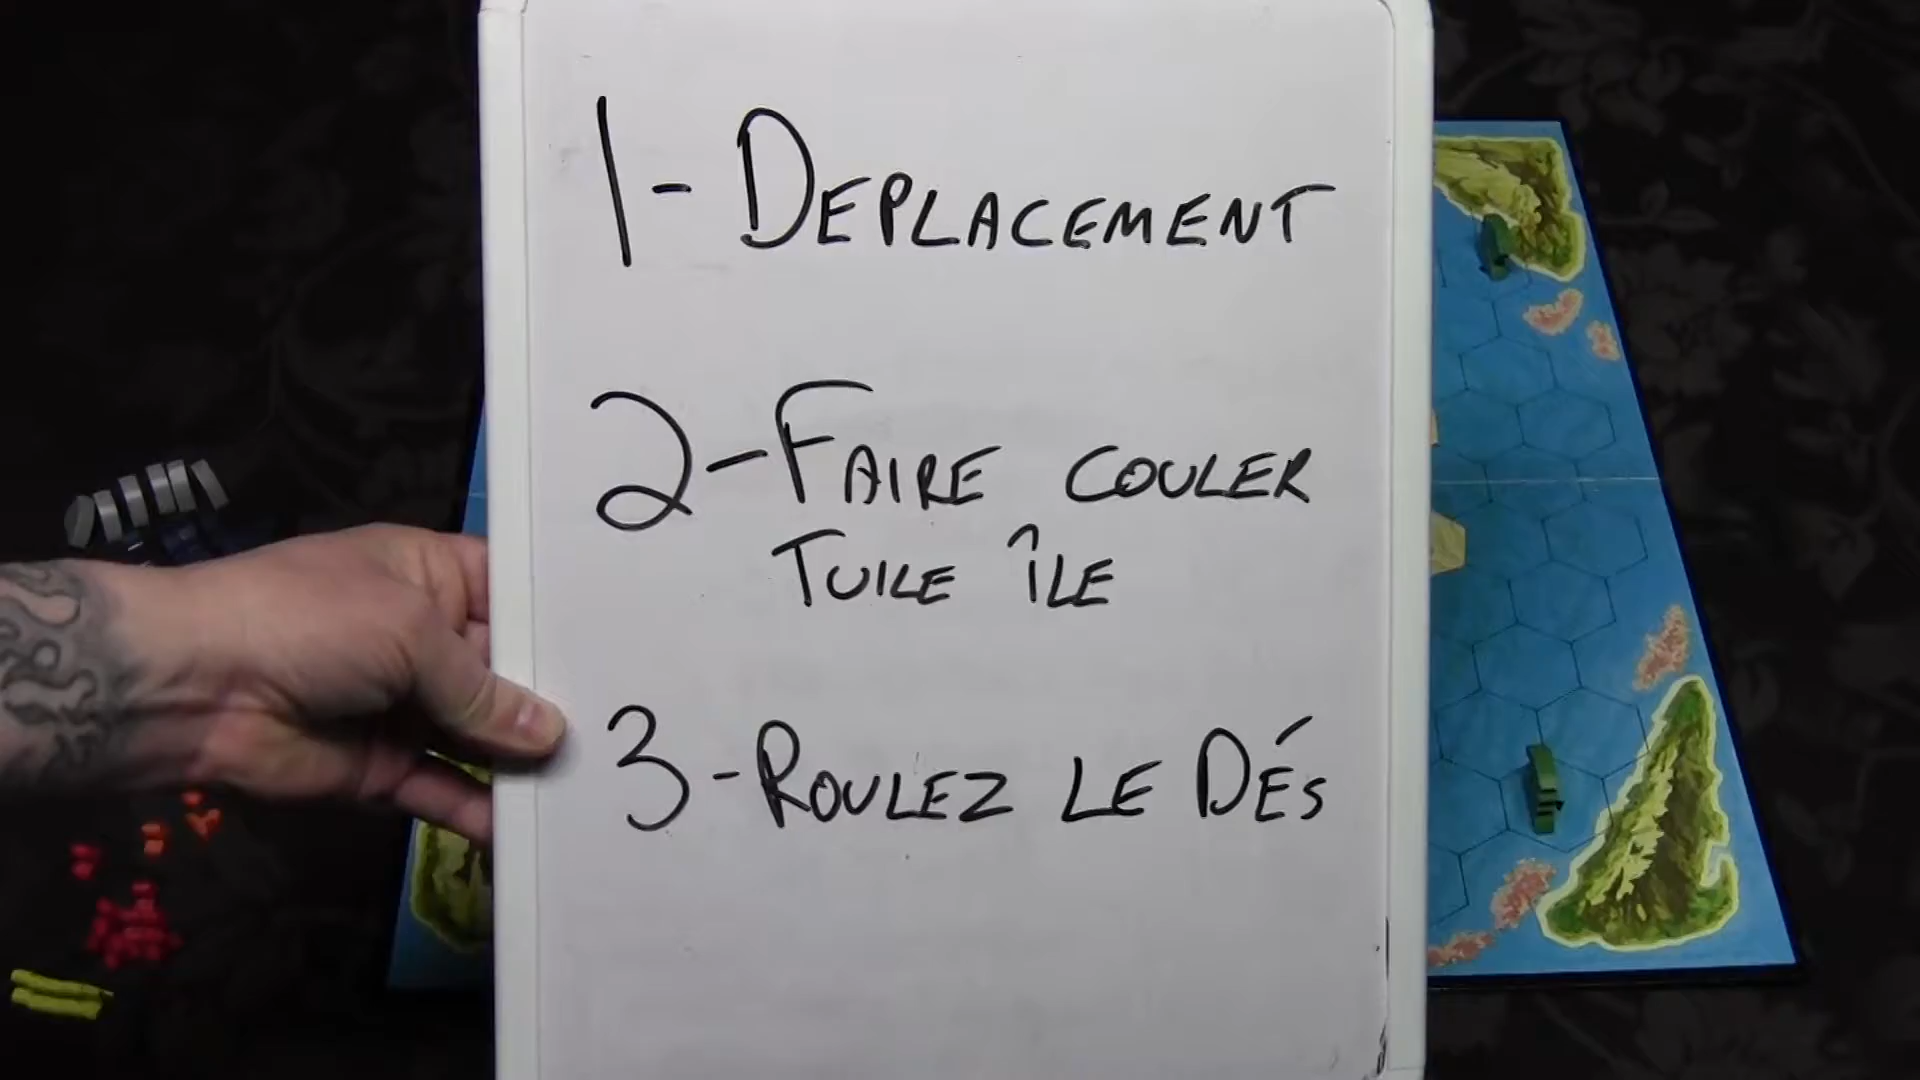 1- DEPLACEMENT
2- FAIRE COULER
TUILE ÎLE
3- ROULEZ LE DÉS